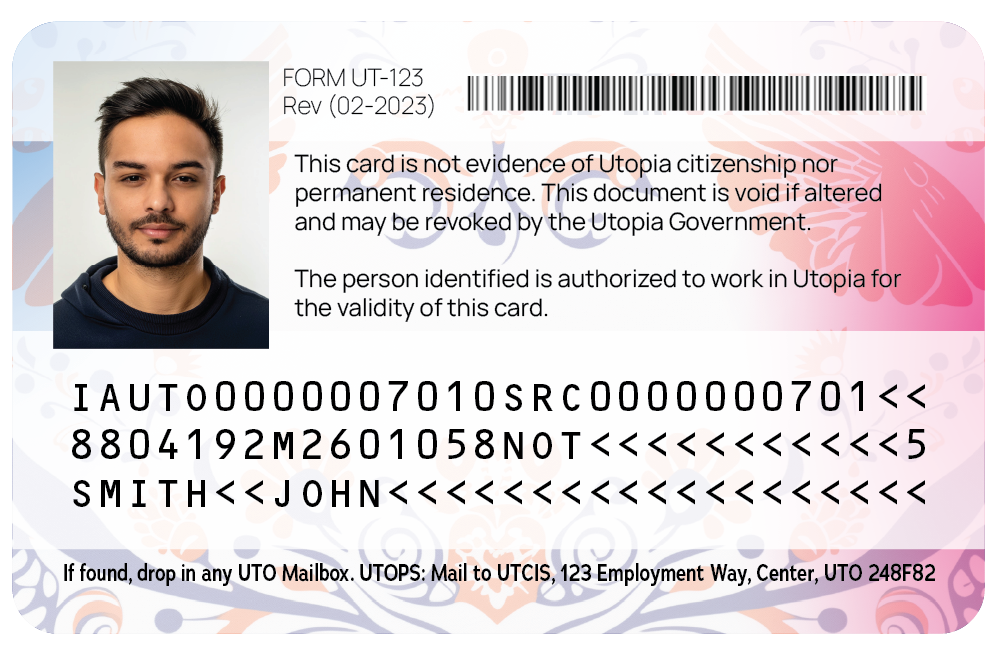 FORM UT-123
Rev (02-2023)
This card is not evidence of Utopia citizenship nor
permanent residence. This document is void if altered
and may be revoked by the Utopia Government.
The person identified is authorized to work in Utopia for
the validity of this card.
IAUTO0000007010SRC0000000701<<
8804192M2601058NOT<<<<<<<<<<<5
SMITH<<JOHN<<<<<<<<<<<<<<<<<<<
If found, drop in any UTO Mailbox. UTOPS: Mail to UTCIS, 123 Employment Way, Center, UTO 248F82